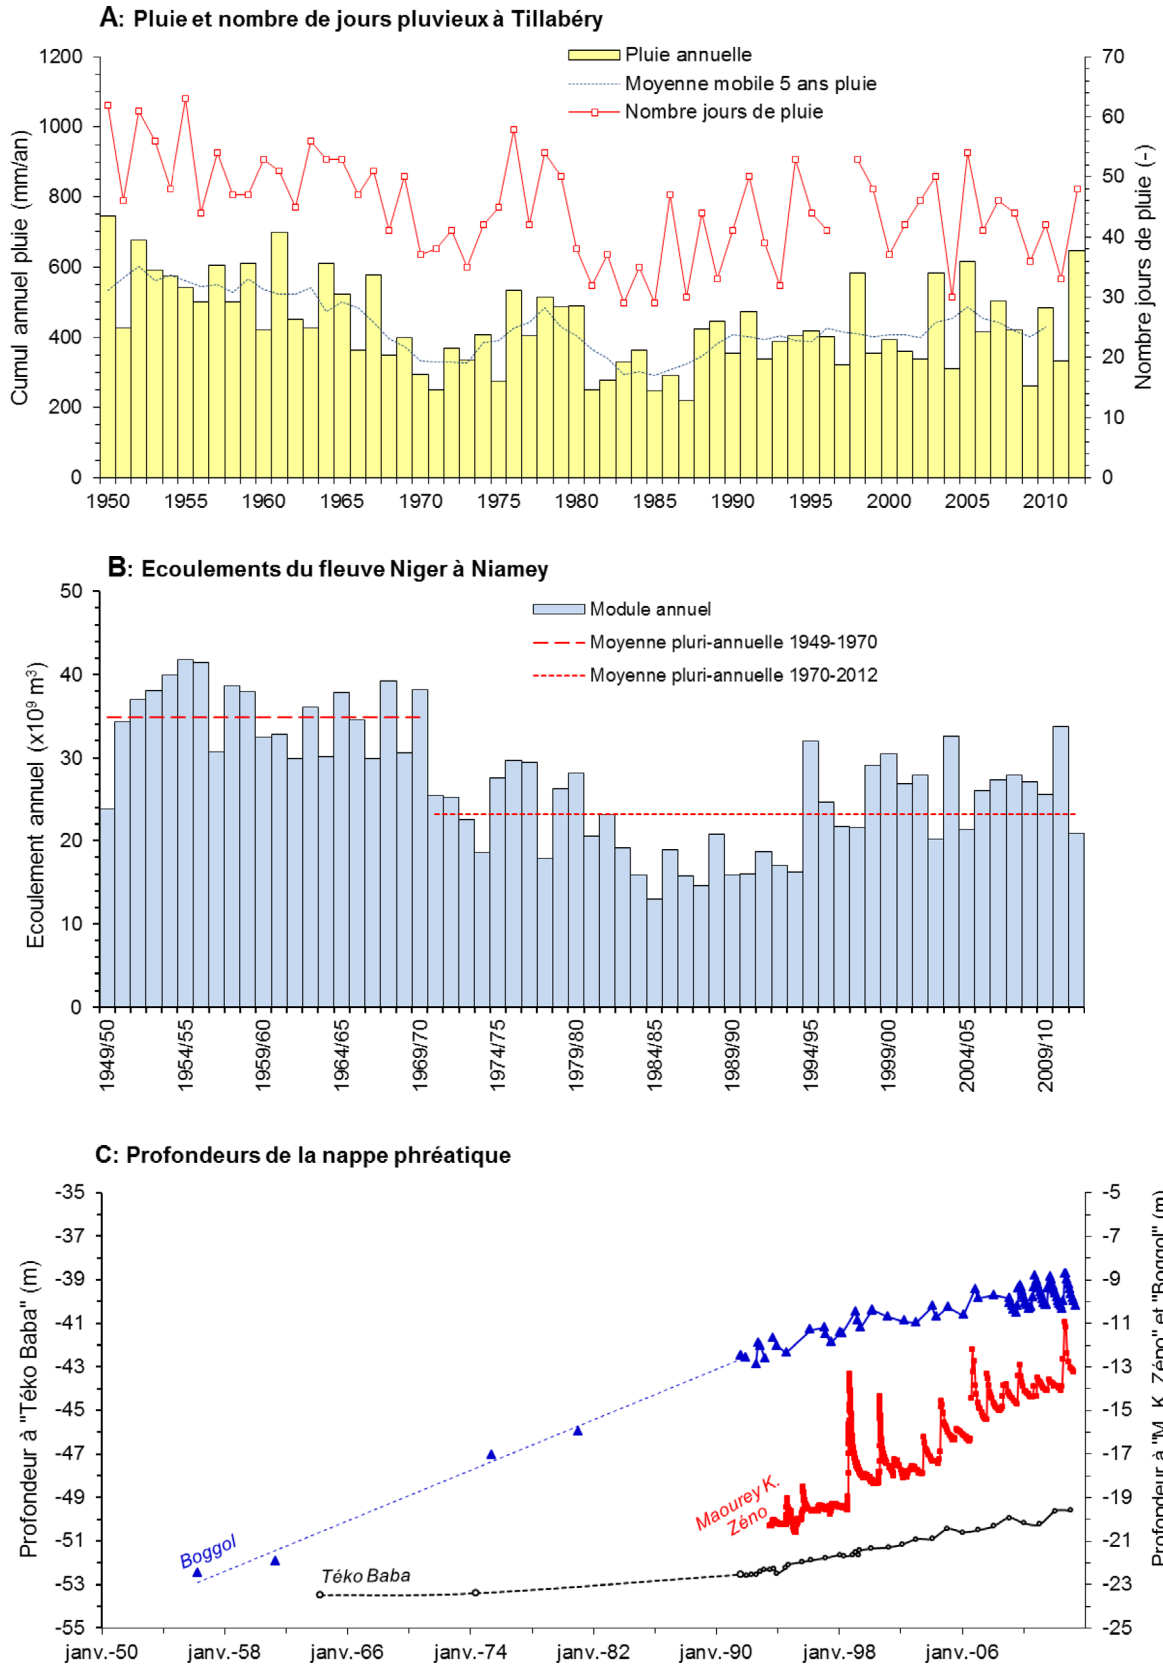 A: Pluie et nombre de jours pluvieux à Tillabéry
Pluie annuelle
Moyenne mobile 5 ans pluie
Nombre jours de pluie
Cumul annuel pluie (mm/an)
1200
1000
800
600
400
200
0
70
60
50
40
30
20
10
0
Nombre jours de pluie (-)
1950 1955 1960 1965 1970 1975 1980 1985 1990 1995 2000 2005 2010
B: Ecoulements du fleuve Niger à Niamey
Module annuel
Moyenne pluri-annuelle 1949-1970
Moyenne pluri-annuelle 1970-2012
Ecoulement annuel (x10⁹ m³)
50
40
30
20
10
0
1949/50 1954/55 1959/60 1964/65 1969/70 1974/75 1979/80 1984/85 1989/90 1994/95 1999/00 2004/05 2009/10
C: Profondeurs de la nappe phréatique
Profondeur à "Téko Baba" (m)
-35
-37
-39
-41
-43
-45
-47
-49
-51
-53
-55
Boggol
Téko Baba
Maourey K.
Zéno
-5
-7
-9
-11
-13
-15
-17
-19
-21
-23
-25
Profondeur à "M. K. Zéno" et "Boggol" (m)
janv.-50 janv.-58 janv.-66 janv.-74 janv.-82 janv.-90 janv.-98 janv.-06